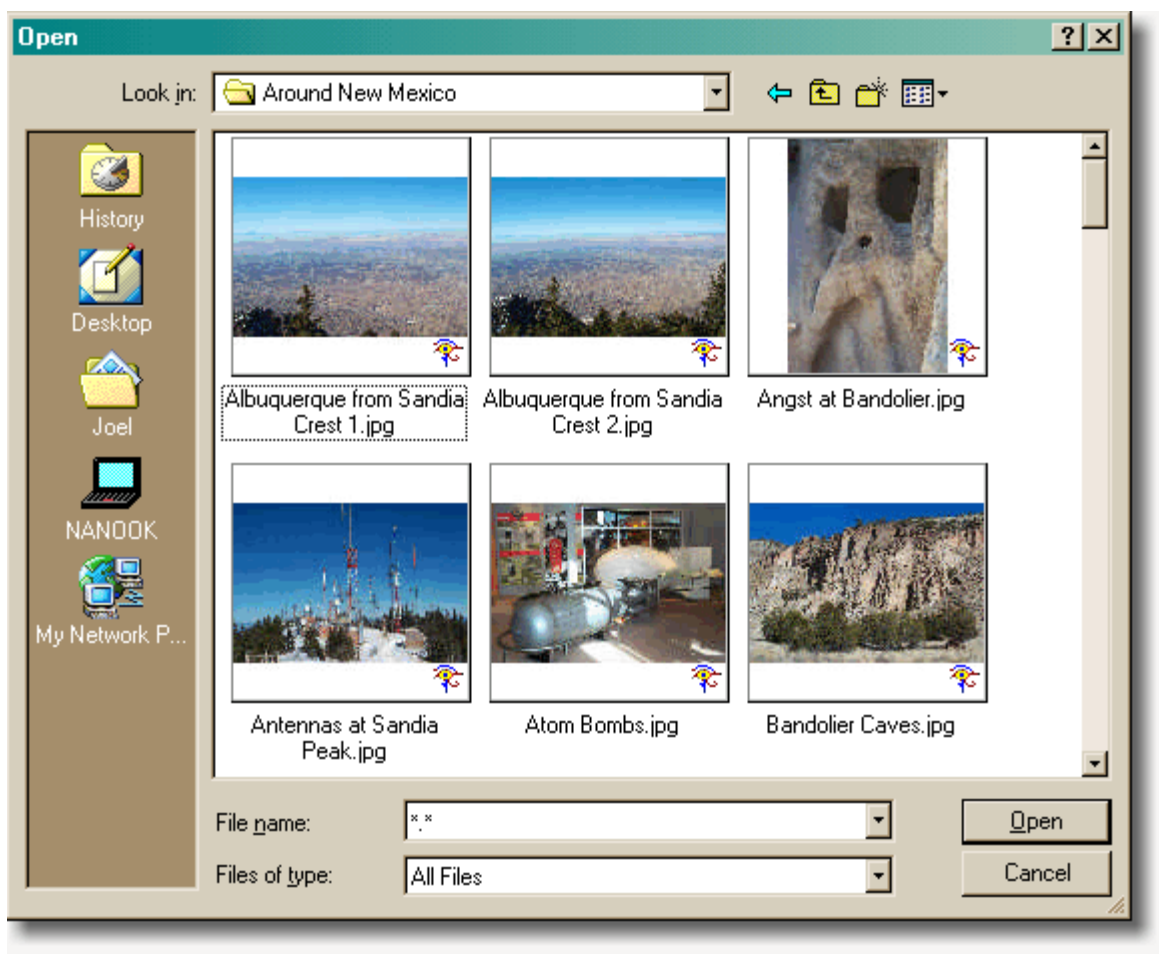 Open
Look in:
Around New Mexico
History
Desktop
Joel
NANOOK
My Network P...
Albuquerque from Sandia
Crest 1.jpg
Albuquerque from Sandia
Crest 2.jpg
Angst at Bandolier.jpg
Antennas at Sandia
Peak.jpg
Atom Bombs.jpg
Bandolier Caves.jpg
File name:
*.*
Open
Files of type:
All Files
Cancel